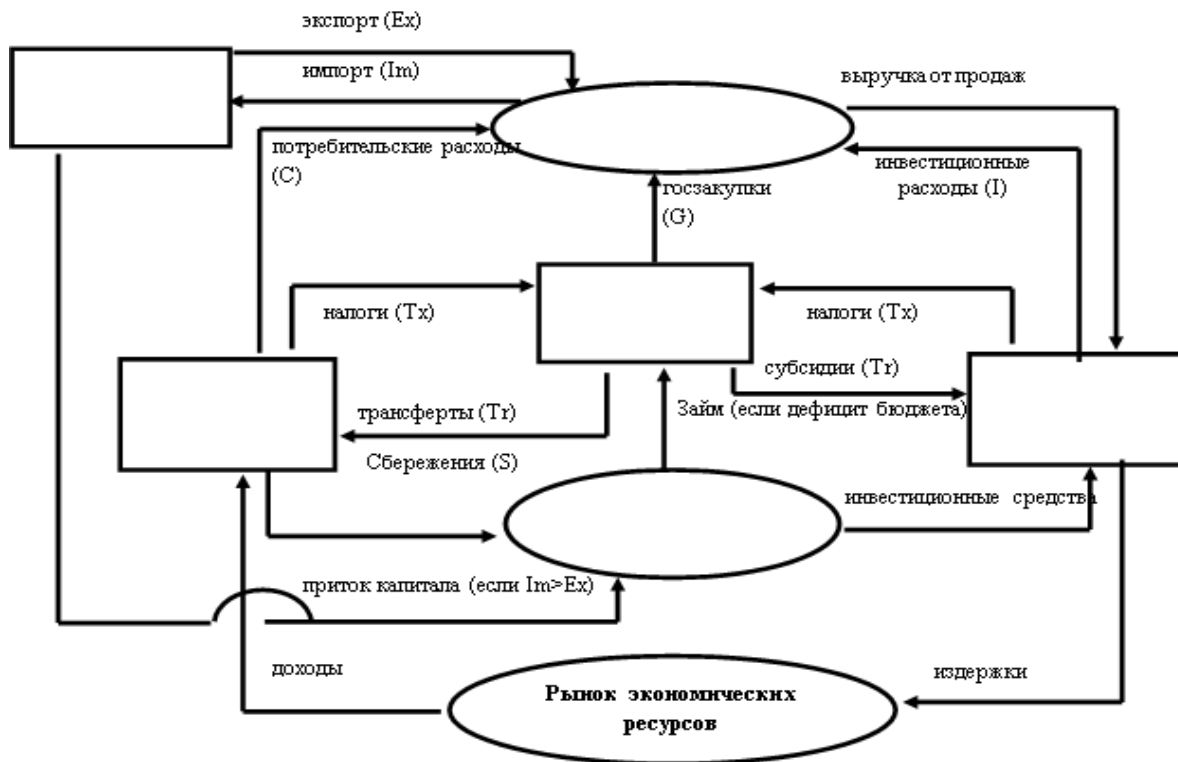 экспорт (Ex)
импорт (Im)
выручка от продаж
потребительские расходы
(C)
инвестиционные
расходы (I)
госзакупки
(G)
налоги (Tx)
налоги (Tx)
субсидии (Tr)
трансферты (Tr)
Займ (если дефицит бюджета)
Сбережения (S)
инвестиционные средства
приток капитала (если Im>Ex)
доходы
издержки
Рынок экономических
ресурсов